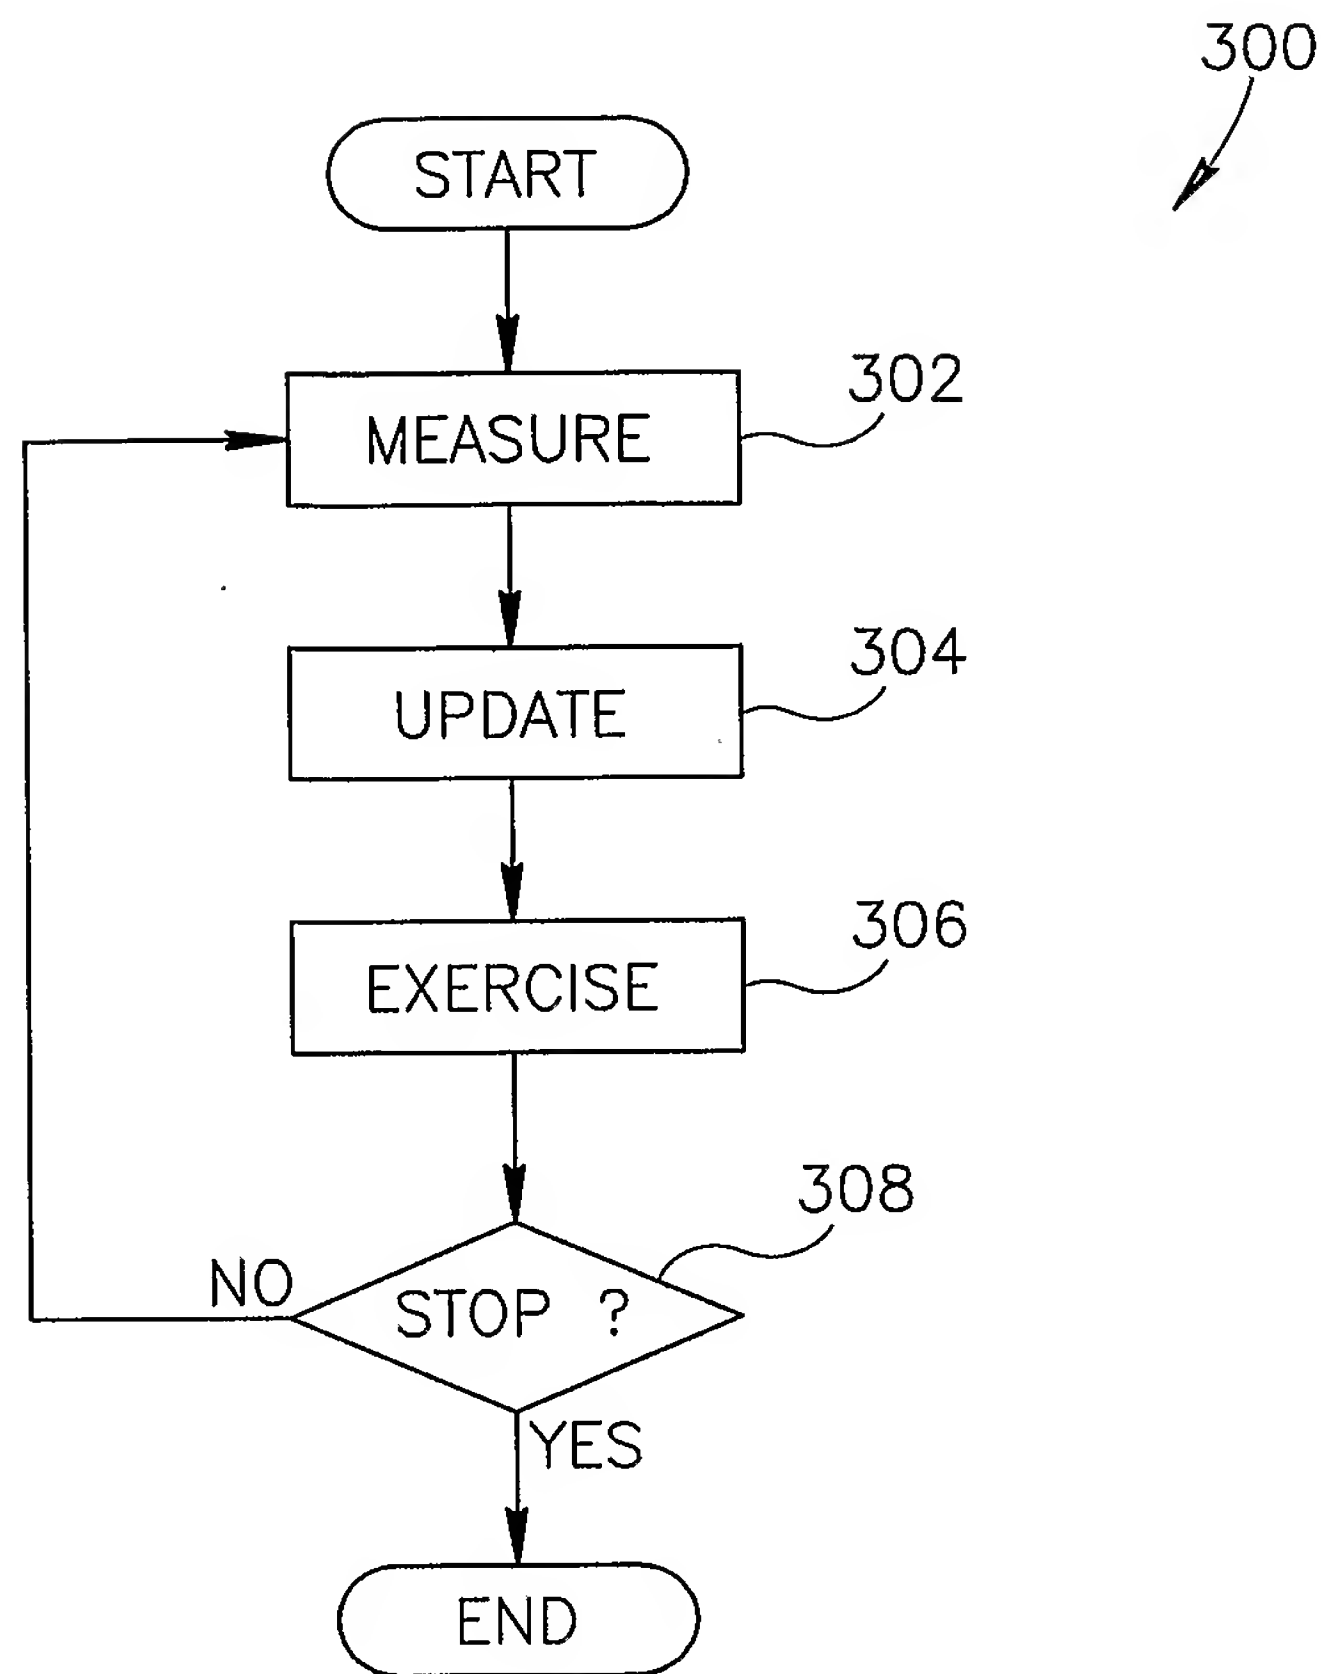 300
START
MEASURE
302
UPDATE
304
EXERCISE
306
308
NO
STOP ?
YES
END